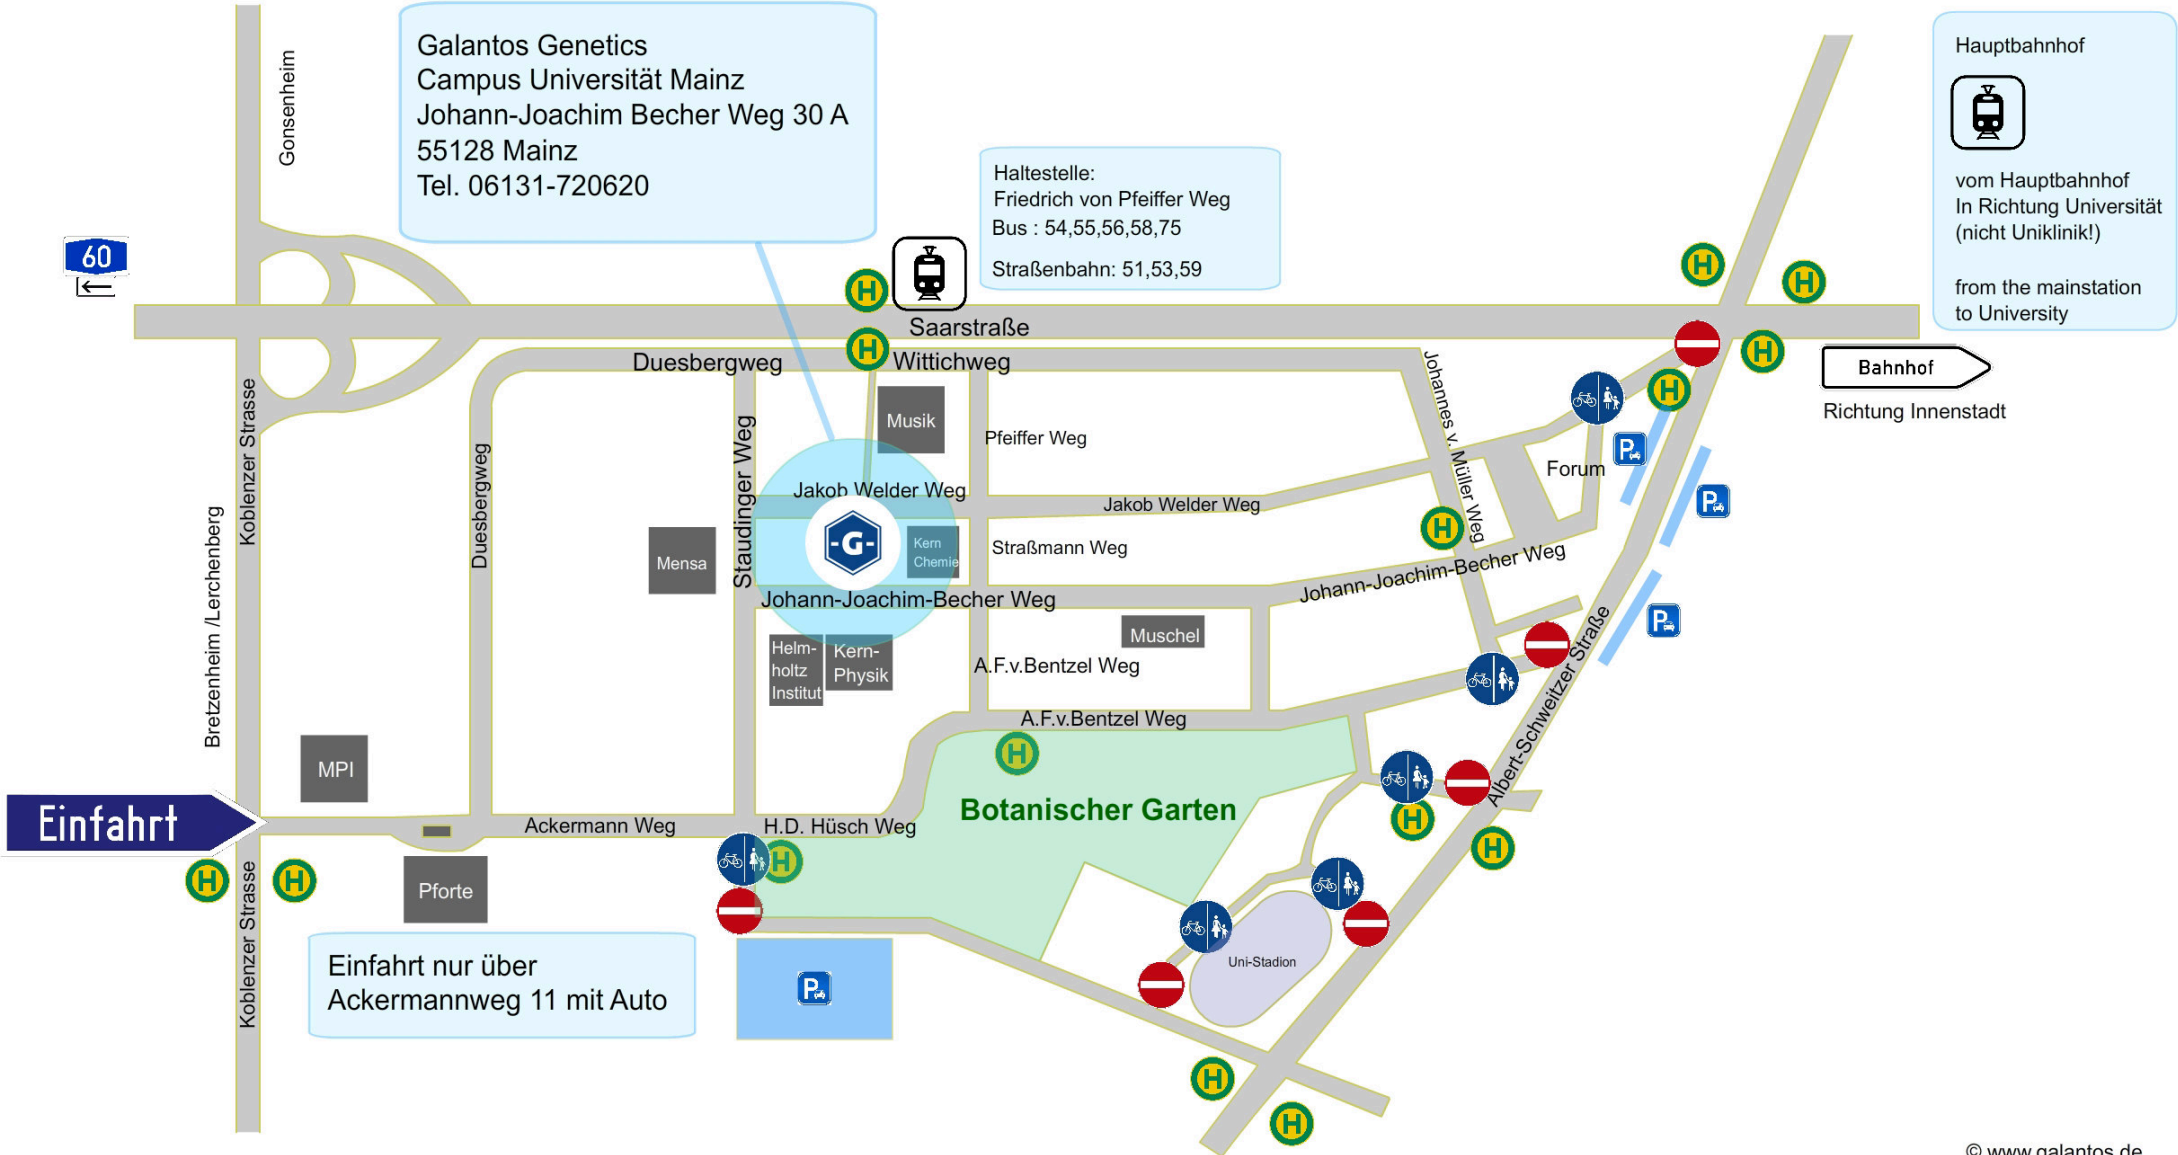 Galantos Genetics
Campus Universität Mainz
Johann-Joachim Becher Weg 30 A
55128 Mainz
Tel. 06131-720620
Haltestelle:
Friedrich von Pfeiffer Weg
Bus : 54,55,56,58,75
Straßenbahn: 51,53,59
Hauptbahnhof
vom Hauptbahnhof
In Richtung Universität
(nicht Uniklinik!)
from the mainstation
to University
Bahnhof
Richtung Innenstadt
Gonsenheim
60
H
H
H
H
H
H
Saarstraße
Duesbergweg
Wittichweg
Koblenzer Strasse
Bretzenheim /Lerchenberg
Duesbergweg
Staudinger Weg
Musik
Pfeiffer Weg
Johannes v. Müller Weg
Forum
P
P
P
Jakob Welder Weg
Jakob Welder Weg
H
Mensa
-G-
Kern
Chemie
Straßmann Weg
Johann-Joachim-Becher Weg
Johann-Joachim-Becher Weg
Helm-
holtz
Institut
Kern-
Physik
Muschel
A.F.v.Bentzel Weg
A.F.v.Bentzel Weg
Albert-Schweitzer Straße
MPI
H
Einfahrt
Ackermann Weg
H.D. Hüsch Weg
Botanischer Garten
H
H
H
H
H
Pforte
Koblenzer Strasse
Uni-Stadion
Einfahrt nur über
Ackermannweg 11 mit Auto
P
H
H
© www.galantos.de